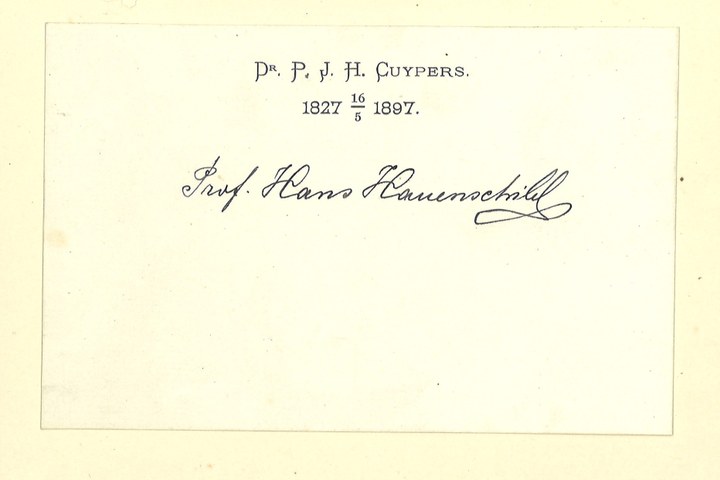 Dr. P. J. H. Cuypers.
1827 16/5 1897.
Prof. Hans Hauenschild